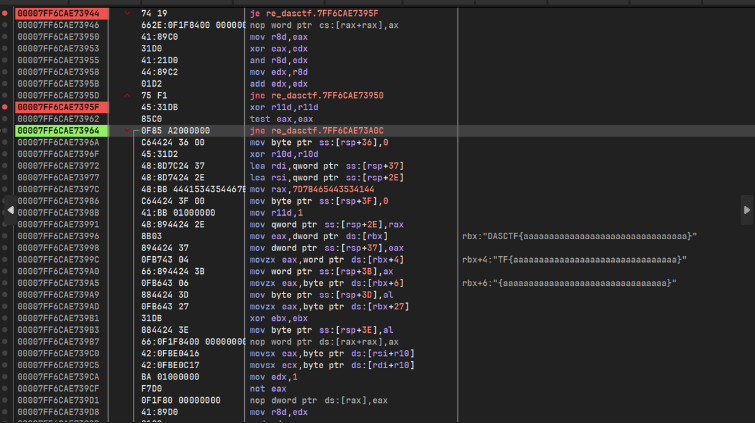 00007FF6CAE73944 74 19 je re_dasctf.7FF6CAE7395F
00007FF6CAE73946 662E:0F1F8400 0000000 nop word ptr cs:[rax+rax],ax
00007FF6CAE73950 41:89C0 mov r8d,eax
00007FF6CAE73953 31D0 xor eax,edx
00007FF6CAE73955 41:21D0 and r8d,edx
00007FF6CAE73958 44:89C2 mov edx,r8d
00007FF6CAE7395B 01D2 add edx,edx
00007FF6CAE7395D 75 F1 jne re_dasctf.7FF6CAE73950
00007FF6CAE7395F 45:31DB xor r11d,r11d
00007FF6CAE73962 85C0 test eax,eax
00007FF6CAE73964 0F85 A2000000 jne re_dasctf.7FF6CAE73A0C
00007FF6CAE7396A C64424 36 00 mov byte ptr ss:[rsp+36],0
00007FF6CAE7396F 45:31D2 xor r10d,r10d
00007FF6CAE73972 48:8D7C24 37 lea rdi,qword ptr ss:[rsp+37]
00007FF6CAE73977 48:8D7424 2E lea rsi,qword ptr ss:[rsp+2E]
00007FF6CAE7397C 48:B8 4441534354467B mov rax,7D7B465443534144
00007FF6CAE73986 C64424 3F 00 mov byte ptr ss:[rsp+3F],0
00007FF6CAE7398B 41:BB 01000000 mov r11d,1
00007FF6CAE73991 48:894424 2E mov qword ptr ss:[rsp+2E],rax
00007FF6CAE73996 8B03 mov eax,dword ptr ds:[rbx] rbx:"DASCTF{aaaaaaaaaaaaaaaaaaaaaaaaaaaaaaaa}"
00007FF6CAE73998 894424 37 mov dword ptr ss:[rsp+37],eax
00007FF6CAE7399C 0FB743 04 movzx eax,word ptr ds:[rbx+4] rbx+4:"TF{aaaaaaaaaaaaaaaaaaaaaaaaaaaaaaaa}"
00007FF6CAE739A0 66:894424 3B mov word ptr ss:[rsp+3B],ax
00007FF6CAE739A5 0FB643 06 movzx eax,byte ptr ds:[rbx+6] rbx+6:"{aaaaaaaaaaaaaaaaaaaaaaaaaaaaaaaa}"
00007FF6CAE739A9 884424 3D mov byte ptr ss:[rsp+3D],al
00007FF6CAE739AD 0FB643 27 movzx eax,byte ptr ds:[rbx+27]
00007FF6CAE739B1 31DB xor ebx,ebx
00007FF6CAE739B3 884424 3E mov byte ptr ss:[rsp+3E],al
00007FF6CAE739B7 66:0F1F8400 00000000 nop word ptr ds:[rax+rax],ax
00007FF6CAE739C0 42:0FBE0416 movsx eax,byte ptr ds:[rsi+r10]
00007FF6CAE739C5 42:0FBE0C17 movsx ecx,byte ptr ds:[rdi+r10]
00007FF6CAE739CA BA 01000000 mov edx,1
00007FF6CAE739CF F7D0 not eax
00007FF6CAE739D1 0F1F80 00000000 nop dword ptr ds:[rax],eax
00007FF6CAE739D8 41:89D0 mov r8d,edx